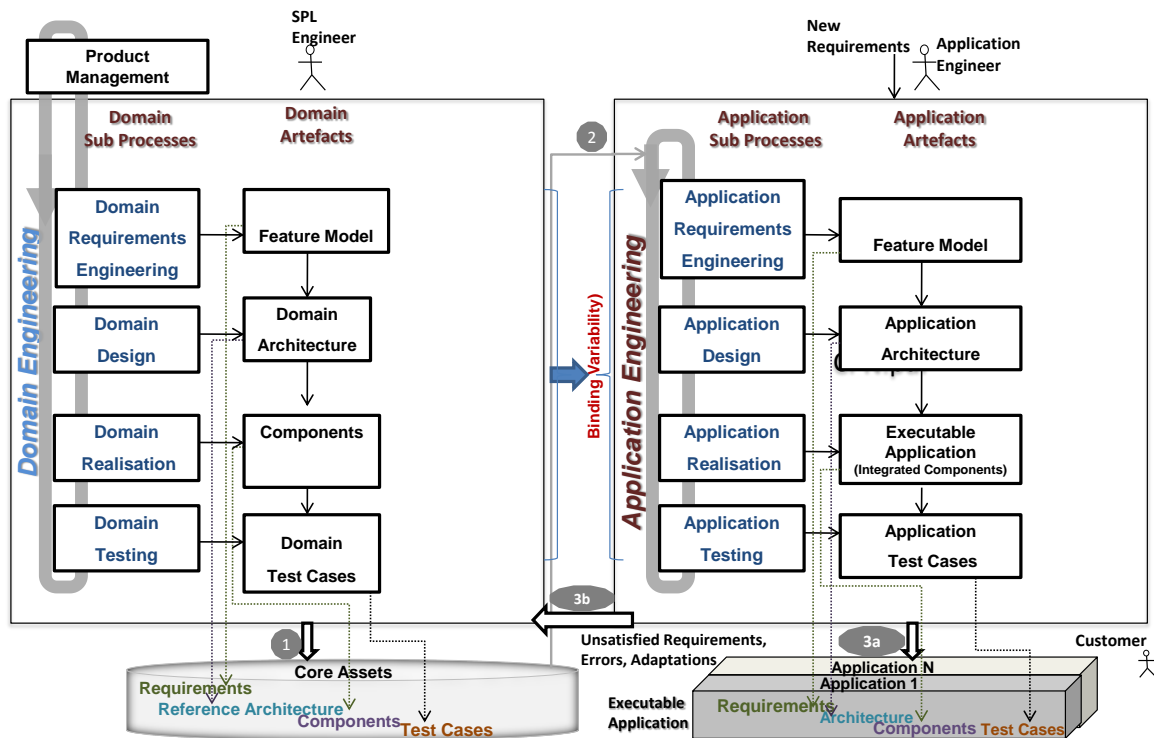 SPL
Engineer
New
Requirements
Application
Engineer
Product
Management
Domain
Sub Processes
Domain
Artefacts
Domain Engineering
Domain
Requirements
Engineering
Feature Model
Domain
Design
Domain
Architecture
Domain
Realisation
Components
Domain
Testing
Domain
Test Cases
2
Binding Variability)
Application
Sub Processes
Application
Artefacts
Application Engineering
Application
Requirements
Engineering
Feature Model
Application
Design
Application
Architecture
Application
Realisation
Executable
Application
(Integrated Components)
Application
Testing
Application
Test Cases
3b
Unsatisfied Requirements,
Errors, Adaptations
1
Core Assets
Requirements
Reference Architecture
Components
Test Cases
3a
Customer
Application N
Application 1
Executable
Application
Requirements
Architecture
Components
Test Cases